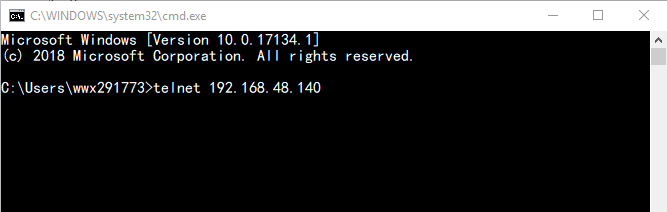 C:\WINDOWS\system32\cmd.exe
Microsoft Windows [Version 10.0.17134.1]
(c) 2018 Microsoft Corporation. All rights reserved.
C:\Users\wwx291773>telnet 192.168.48.140